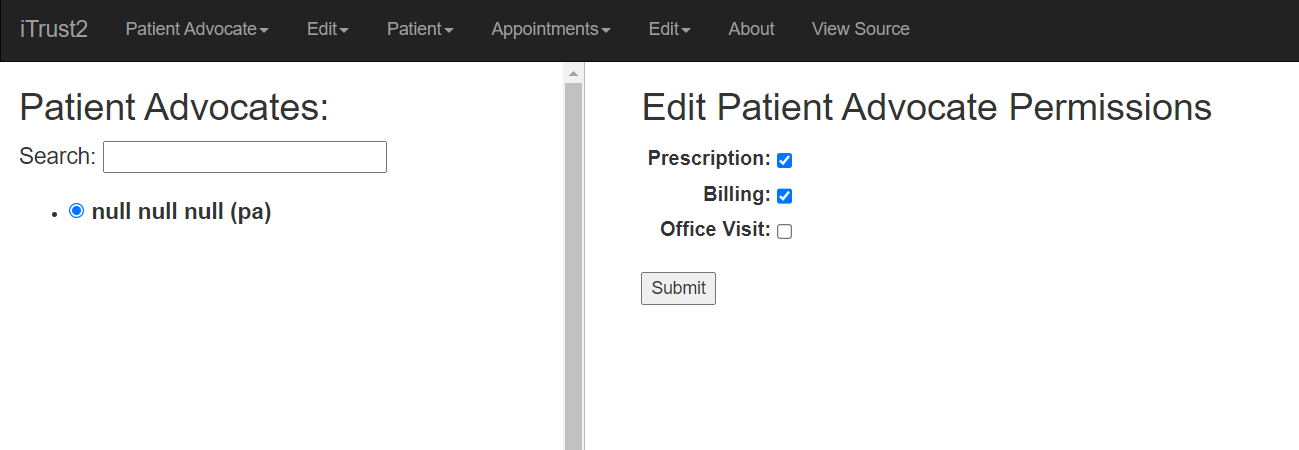 iTrust2 Patient Advocate Edit Patient Appointments Edit About View Source
Patient Advocates:
Search:
null null null (pa)
Edit Patient Advocate Permissions
Prescription:
Billing:
Office Visit:
Submit